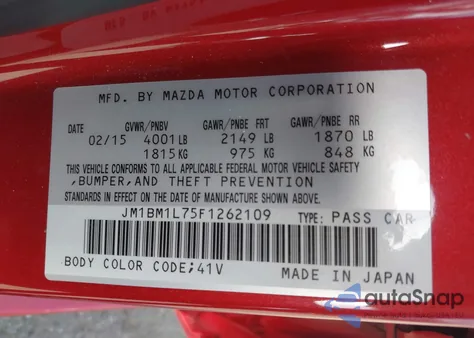 MFD. BY MAZDA MOTOR CORPORATION
DATE GVWR/PNBV GAWR/PNBE FRT GAWR/PNBE RR
02/15 4001 LB 2149 LB 1870 LB
1815 KG 975 KG 848 KG
THIS VEHICLE CONFORMS TO ALL APPLICABLE FEDERAL MOTOR VEHICLE SAFETY
,BUMPER,AND THEFT PREVENTION
STANDARDS IN EFFECT ON THE DATE OF MANUFACTURE SHOWN ABOVE.
JM1BM1L75F1262109 TYPE: PASS CAR
BODY COLOR CODE;41V MADE IN JAPAN
autoSnap